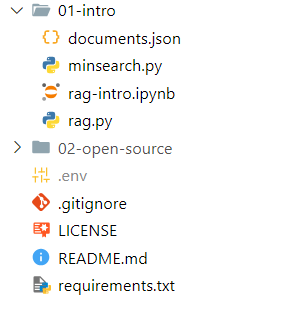 01-intro
documents.json
minsearch.py
rag-intro.ipynb
rag.py
02-open-source
.env
.gitignore
LICENSE
README.md
requirements.txt